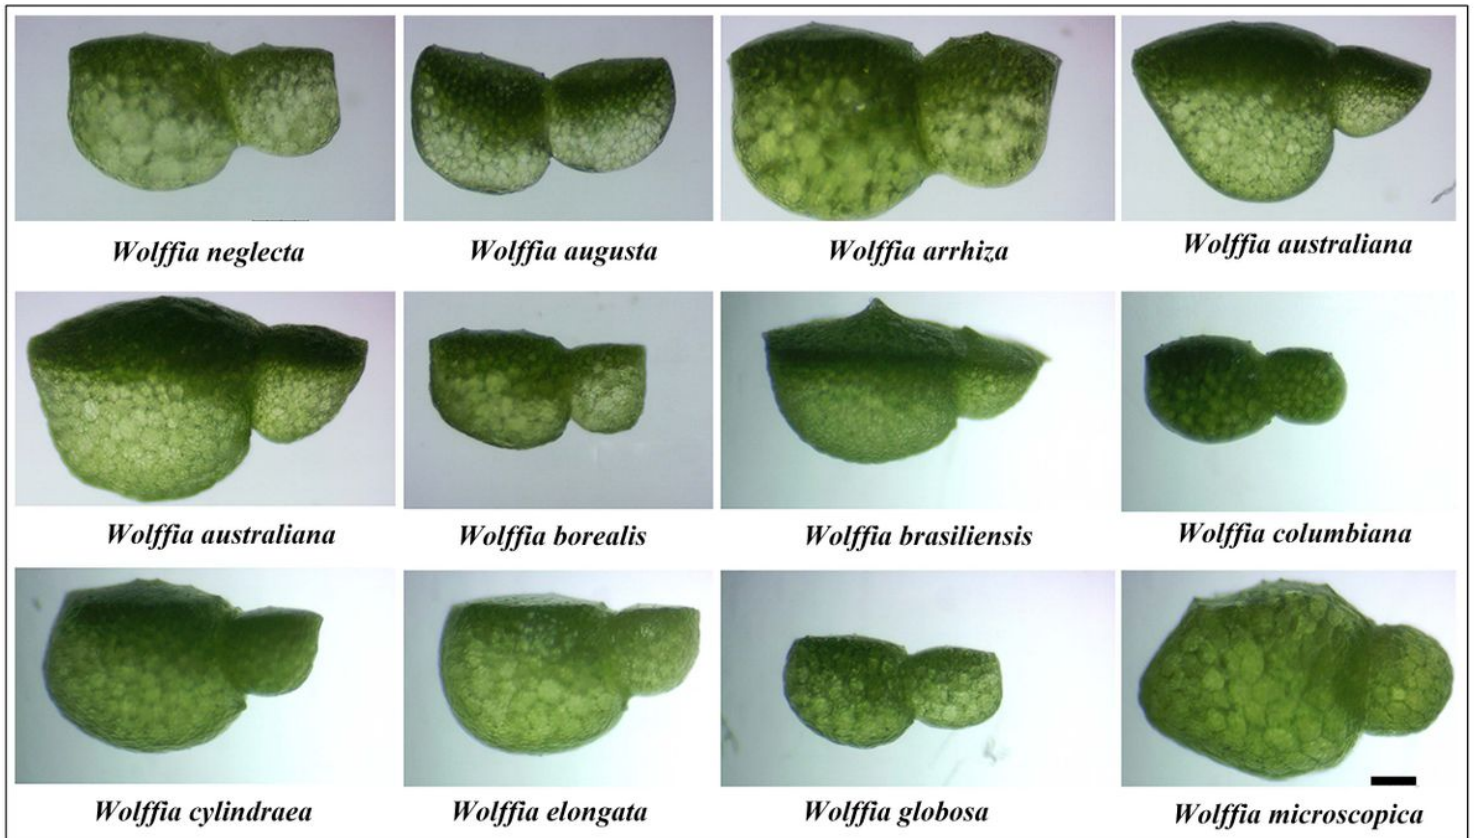 Wolffia neglecta
Wolffia augusta
Wolffia arrhiza
Wolffia australiana
Wolffia australiana
Wolffia borealis
Wolffia brasiliensis
Wolffia columbiana
Wolffia cylindraea
Wolffia elongata
Wolffia globosa
Wolffia microscopica